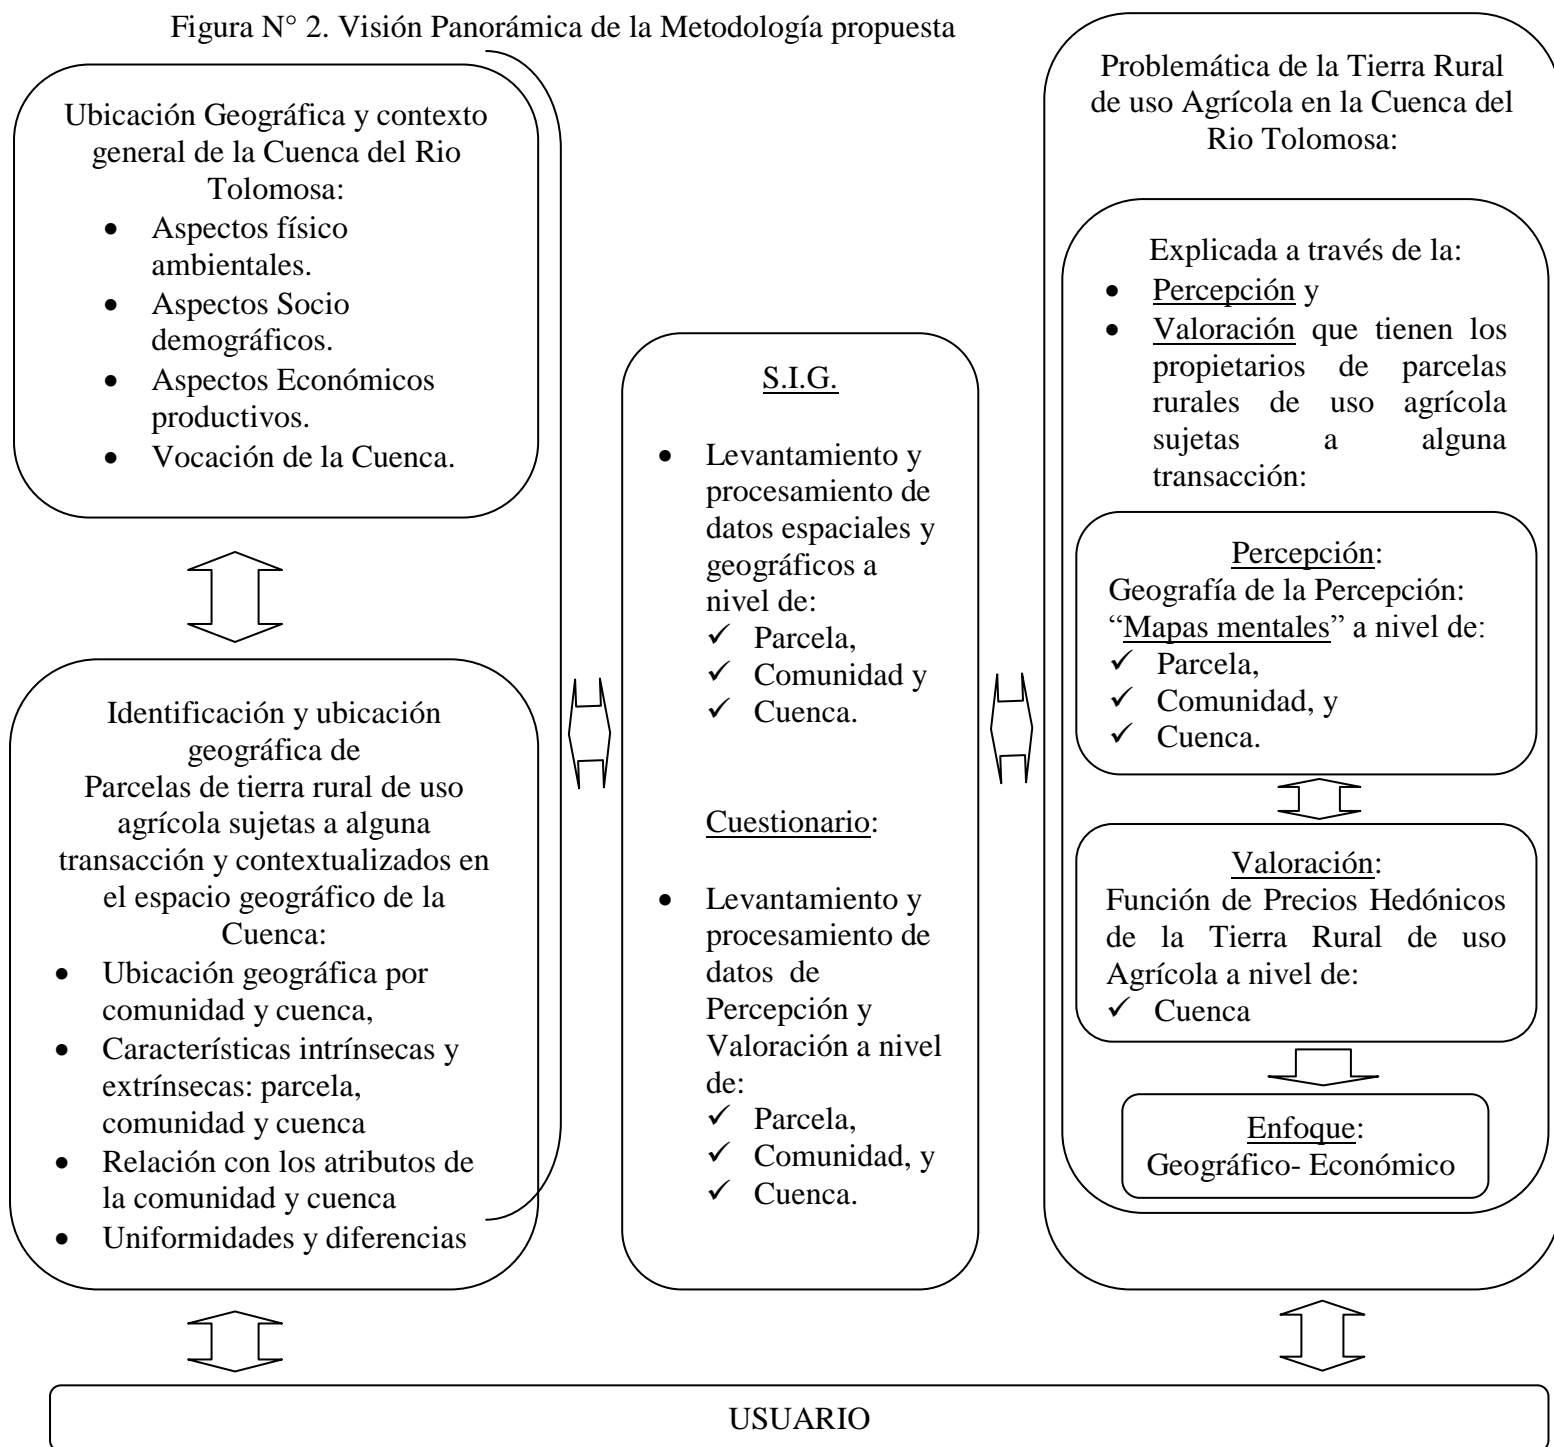 Figura N° 2. Visión Panorámica de la Metodología propuesta
Ubicación Geográfica y contexto
general de la Cuenca del Rio
Tolomosa:
• Aspectos físico
ambientales.
• Aspectos Socio
demográficos.
• Aspectos Económicos
productivos.
• Vocación de la Cuenca.
Identificación y ubicación
geográfica de
Parcelas de tierra rural de uso
agrícola sujetas a alguna
transacción y contextualizados en
el espacio geográfico de la
Cuenca:
• Ubicación geográfica por
comunidad y cuenca,
• Características intrínsecas y
extrínsecas: parcela,
comunidad y cuenca
• Relación con los atributos de
la comunidad y cuenca
• Uniformidades y diferencias
S.I.G.
• Levantamiento y
procesamiento de
datos espaciales y
geográficos a
nivel de:
✓ Parcela,
✓ Comunidad y
✓ Cuenca.
Cuestionario:
• Levantamiento y
procesamiento de
datos de
Percepción y
Valoración a nivel
de:
✓ Parcela,
✓ Comunidad, y
✓ Cuenca.
Problemática de la Tierra Rural
de uso Agrícola en la Cuenca del
Rio Tolomosa:
Explicada a través de la:
• Percepción y
• Valoración que tienen los
propietarios de parcelas
rurales de uso agrícola
sujetas a alguna
transacción:
Percepción:
Geografía de la Percepción:
“Mapas mentales” a nivel de:
✓ Parcela,
✓ Comunidad, y
✓ Cuenca.
Valoración:
Función de Precios Hedónicos
de la Tierra Rural de uso
Agrícola a nivel de:
✓ Cuenca
Enfoque:
Geográfico- Económico
USUARIO